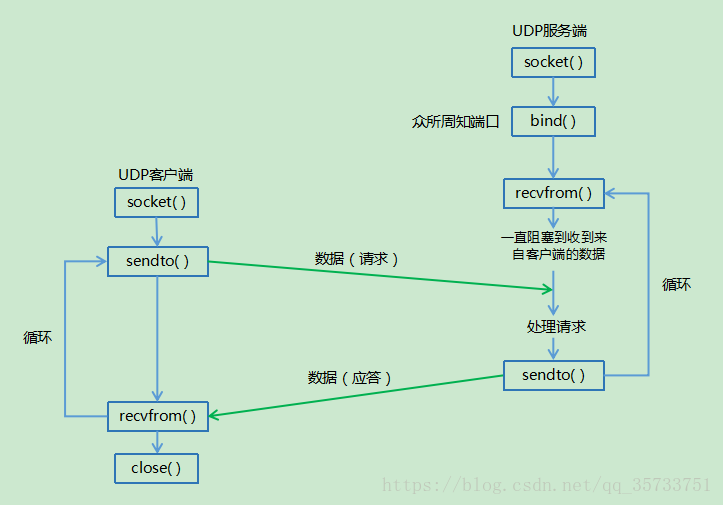 UDP服务端
socket( )
众所周知端口
bind( )
UDP客户端
socket( )
recvfrom( )
一直阻塞到收到来
自客户端的数据
sendto( )
数据（请求）
循环
处理请求
循环
数据（应答）
sendto( )
recvfrom( )
close( )
https://blog.csdn.net/qq_35733751